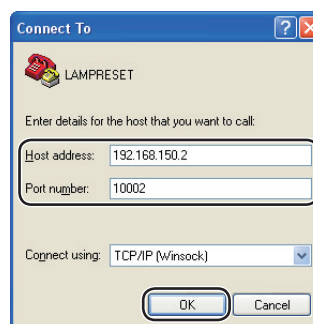 Connect To
LAMPRESET
Enter details for the host that you want to call:
Host address: 192.168.150.2
Port number: 10002
Connect using: TCP/IP (Winsock)
OK Cancel